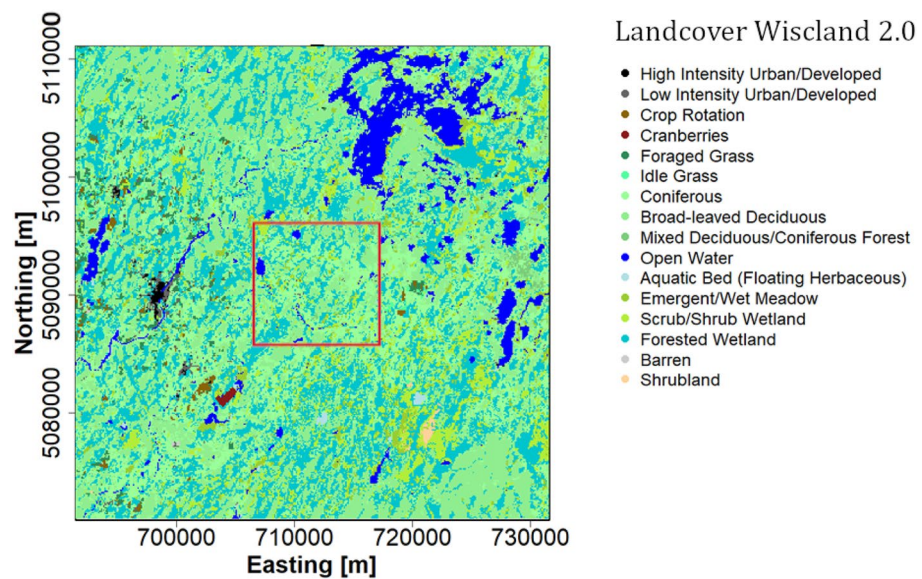 Landcover Wiscland 2.0
High Intensity Urban/Developed
Low Intensity Urban/Developed
Crop Rotation
Cranberries
Foraged Grass
Idle Grass
Coniferous
Broad-leaved Deciduous
Mixed Deciduous/Coniferous Forest
Open Water
Aquatic Bed (Floating Herbaceous)
Emergent/Wet Meadow
Scrub/Shrub Wetland
Forested Wetland
Barren
Shrubland
Northing [m]
5110000
5100000
5090000
5080000
700000 710000 720000 730000
Easting [m]